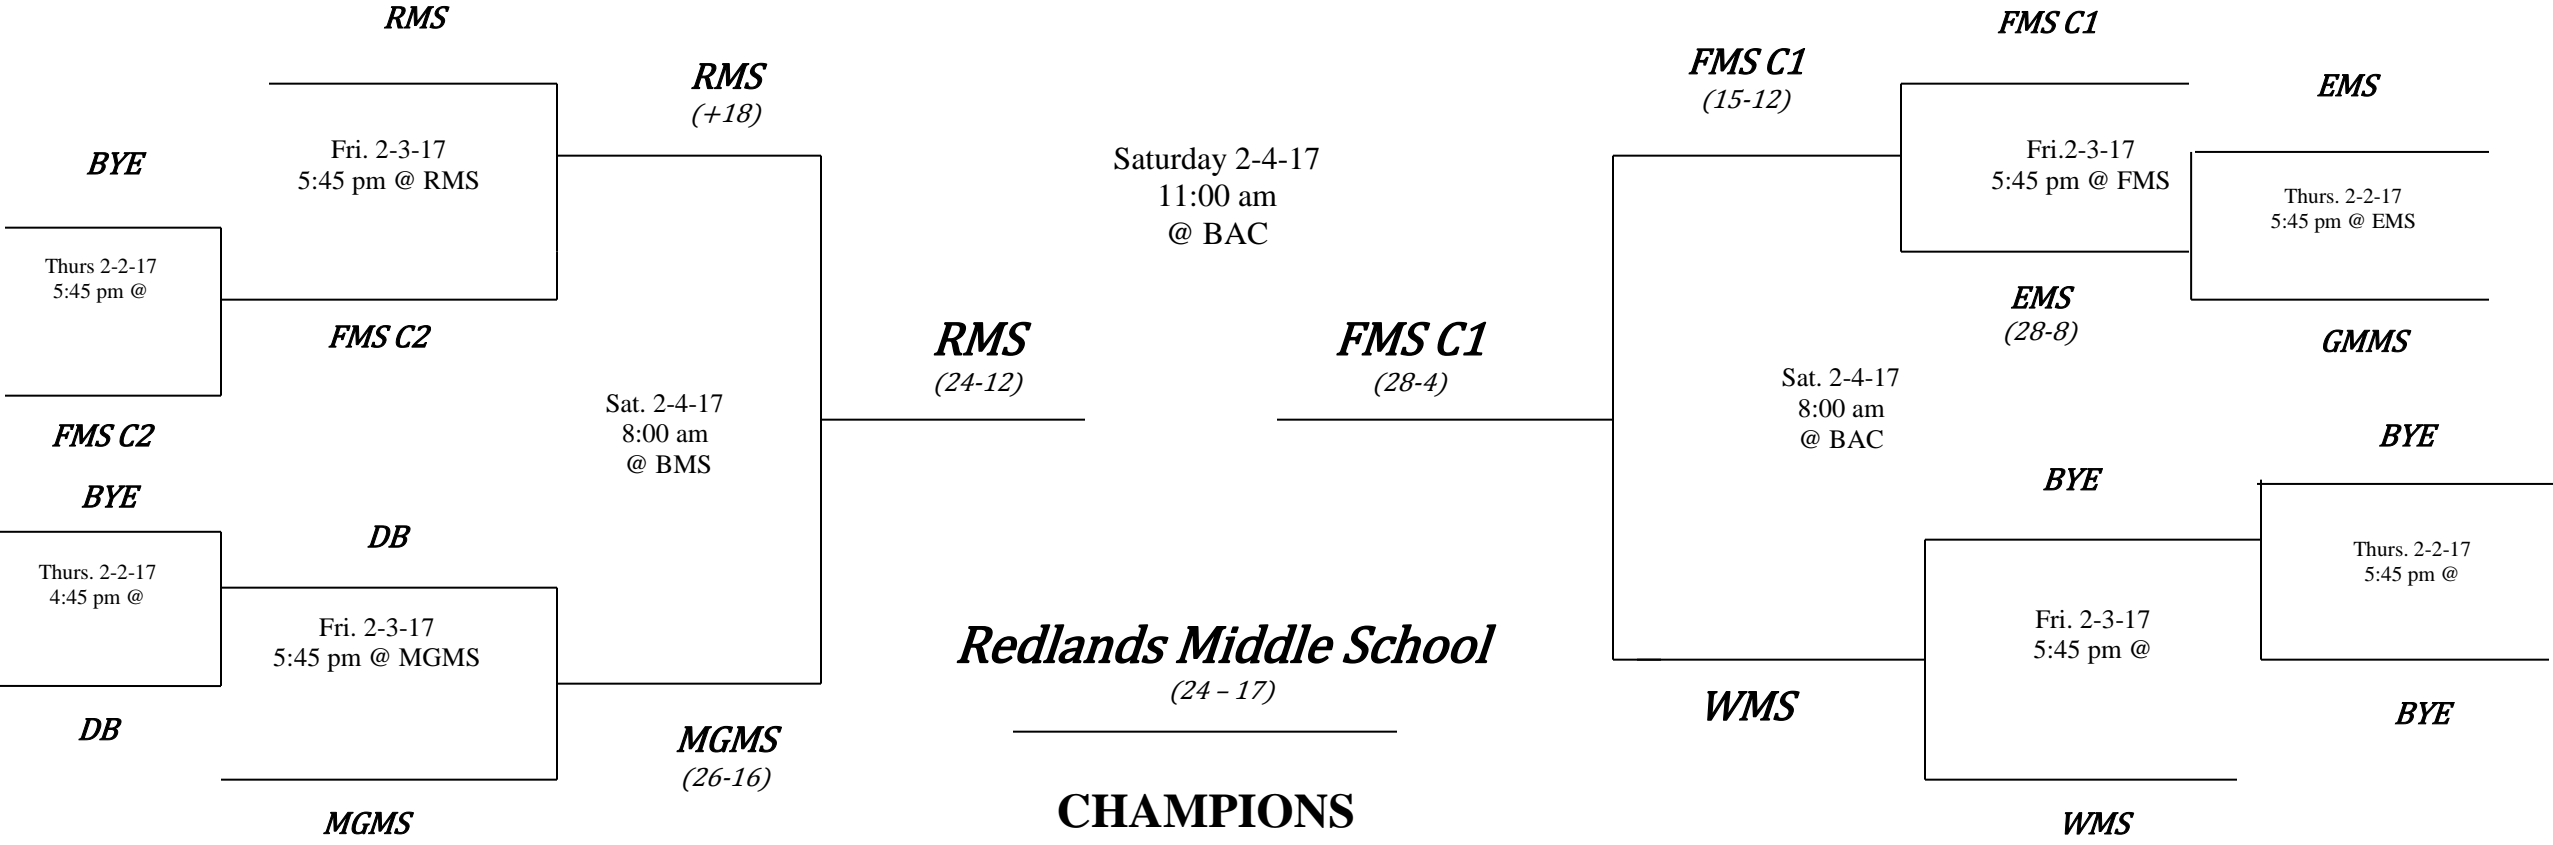 RMS
RMS
(+18)
BYE
Fri. 2-3-17
5:45 pm @ RMS
Thurs 2-2-17
5:45 pm @
FMS C2
FMS C2
Sat. 2-4-17
8:00 am
@ BMS
BYE
DB
Thurs. 2-2-17
4:45 pm @
Fri. 2-3-17
5:45 pm @ MGMS
DB
MGMS
(26-16)
MGMS
Saturday 2-4-17
11:00 am
@ BAC
RMS
(24-12)
FMS C1
(28-4)
Redlands Middle School
(24 – 17)
CHAMPIONS
FMS C1
FMS C1
(15-12)
EMS
Fri.2-3-17
5:45 pm @ FMS
Thurs. 2-2-17
5:45 pm @ EMS
EMS
(28-8)
GMMS
Sat. 2-4-17
8:00 am
@ BAC
BYE
BYE
Thurs. 2-2-17
5:45 pm @
Fri. 2-3-17
5:45 pm @
WMS
BYE
WMS